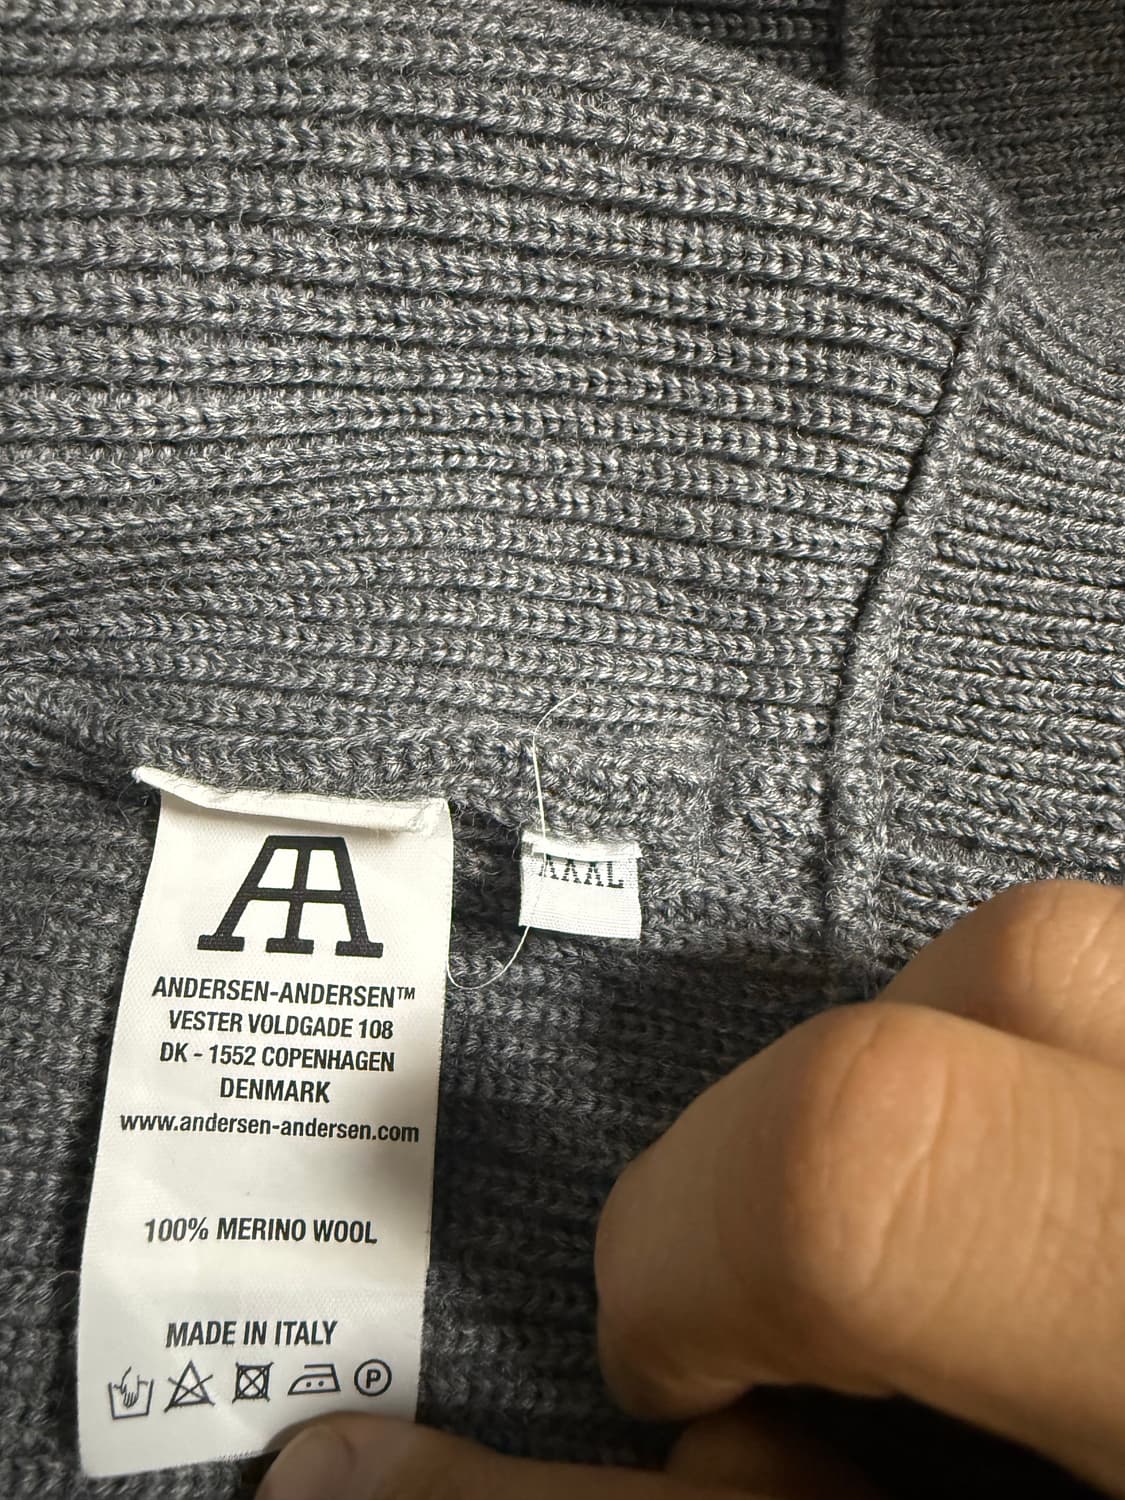 AA
ANDERSEN-ANDERSEN™
VESTER VOLDGADE 108
DK - 1552 COPENHAGEN
DENMARK
www.andersen-andersen.com
100% MERINO WOOL
MADE IN ITALY
P
XXXL